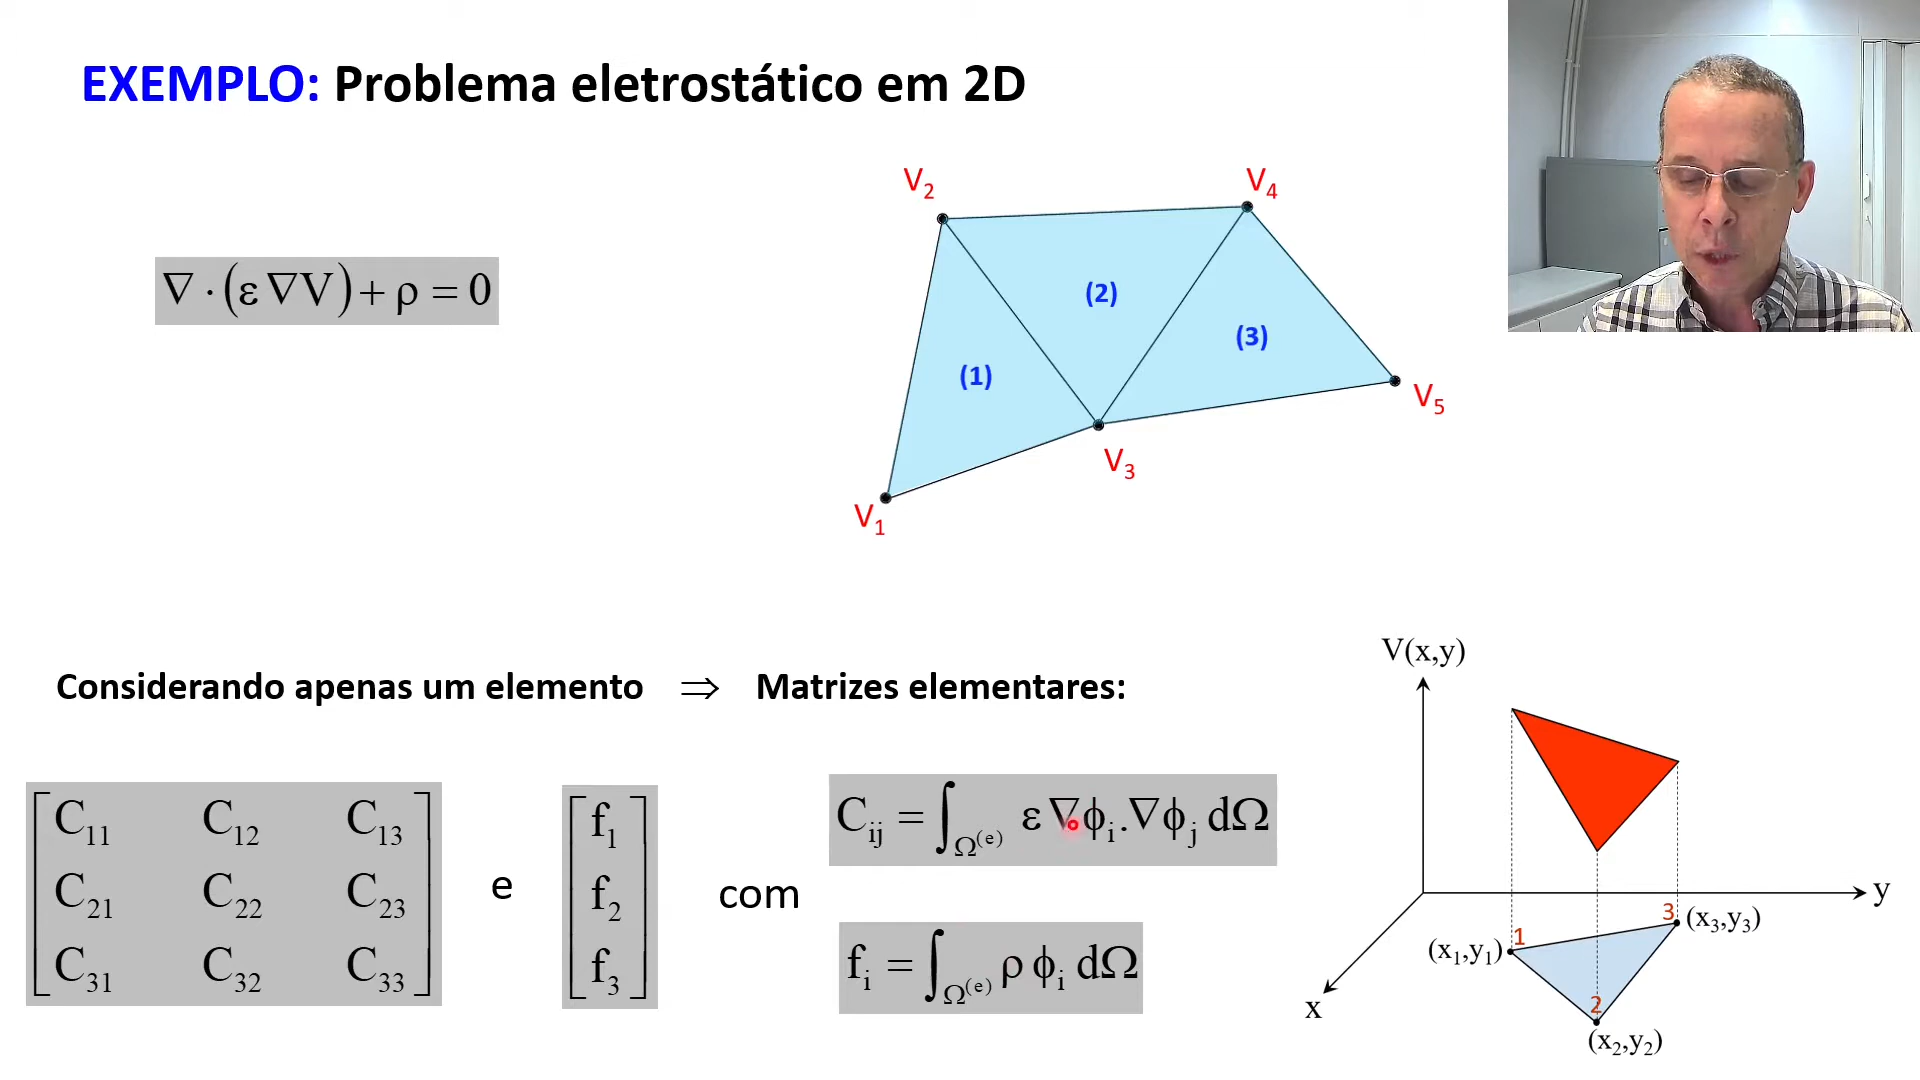 EXEMPLO: Problema eletrostático em 2D
∇ · (ε ∇V) + ρ = 0
V₂
V₄
(2)
(3)
(1)
V₅
V₃
V₁
Considerando apenas um elemento ⇒ Matrizes elementares:
C₁₁ C₁₂ C₁₃
C₂₁ C₂₂ C₂₃
C₃₁ C₃₂ C₃₃
e
f₁
f₂
f₃
com
Cᵢⱼ = ∫_Ω⁽ᵉ⁾ ε ∇ϕᵢ.∇ϕⱼ dΩ
fᵢ = ∫_Ω⁽ᵉ⁾ ρ ϕᵢ dΩ
V(x,y)
y
3 (x₃,y₃)
(x₁,y₁) 1
x
2
(x₂,y₂)